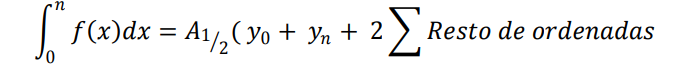 ∫₀ⁿ f(x)dx = A₁/₂( y₀ + yₙ + 2 ∑ Resto de ordenadas